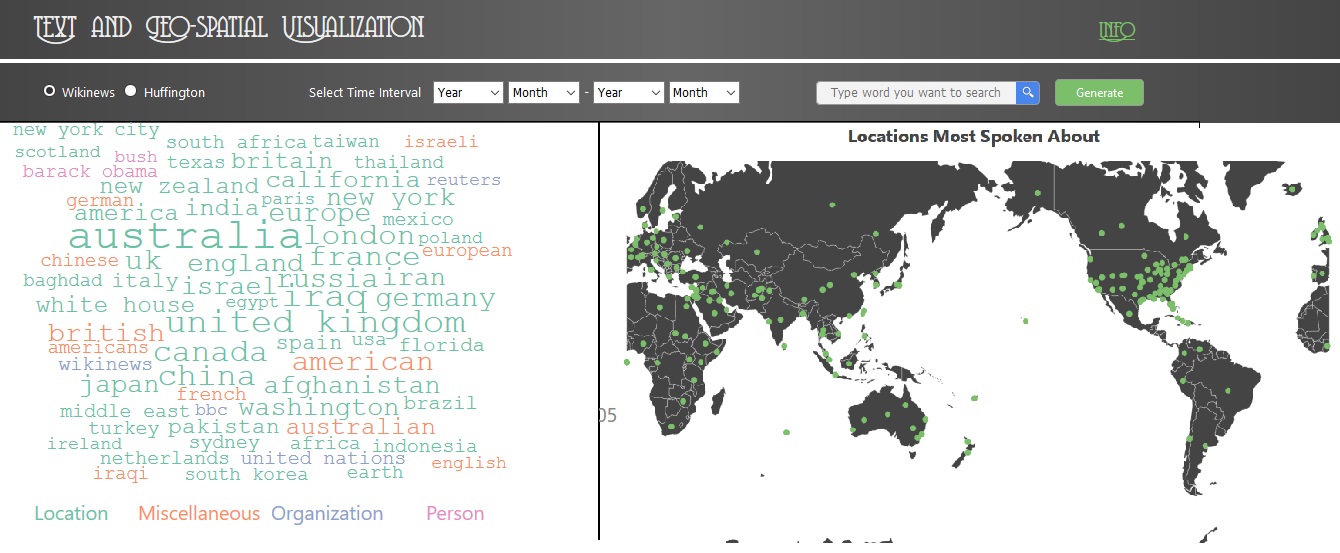 TEXT AND GEO-SPATIAL VISUALIZATION
INFO
Wikinews Huffington Select Time Interval Year Month - Year Month Type word you want to search Generate
Locations Most Spoken About
new york city
south africa taiwan israeli
scotland bush texas britain thailand
barack obama
new zealand california reuters
german paris new york
america india europe mexico
australia london poland
chinese uk england france european
baghdad italy israel russia iran
white house egypt iraq germany
british united kingdom
americans canada spain usa florida
wikinews american
japan china afghanistan
french
middle east bbc washington brazil
turkey pakistan australian
ireland sydney africa indonesia
netherlands united nations english
iraqi south korea earth
05
Location Miscellaneous Organization Person